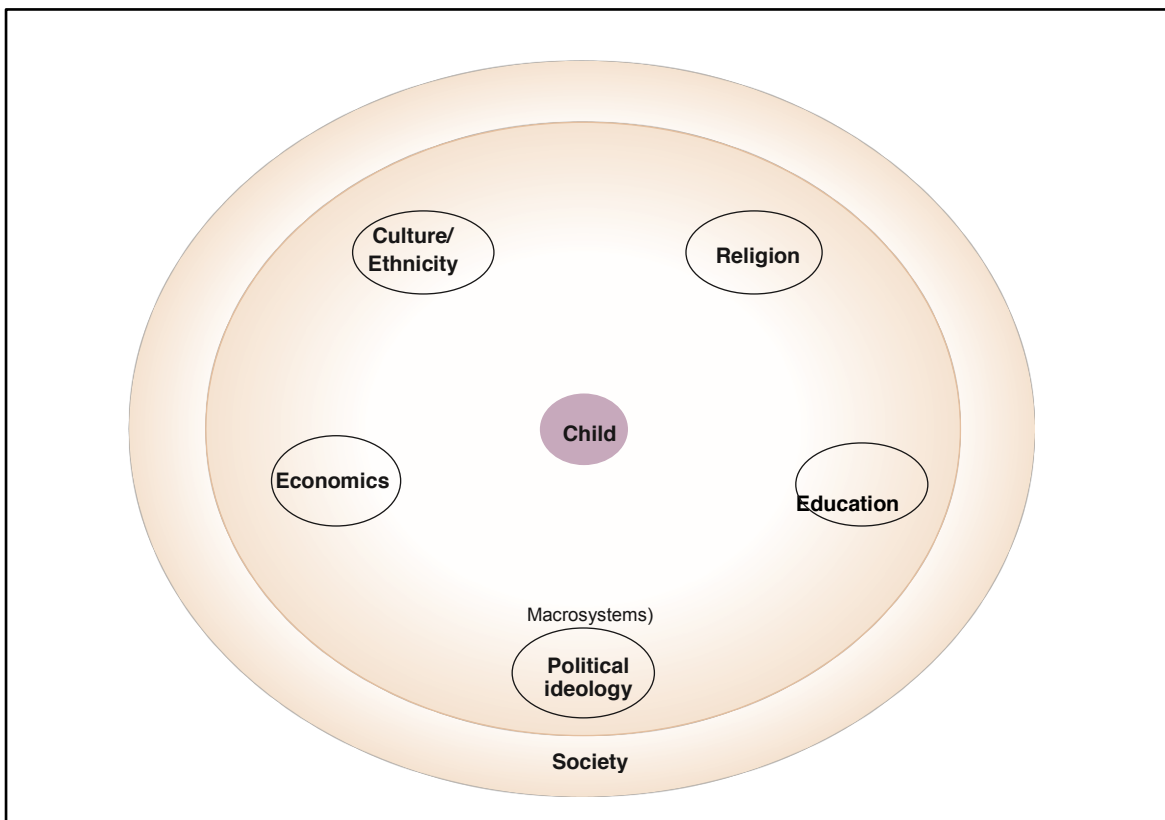 Culture/
Ethnicity
Religion
Child
Economics
Education
Macrosystems)
Political
ideology
Society